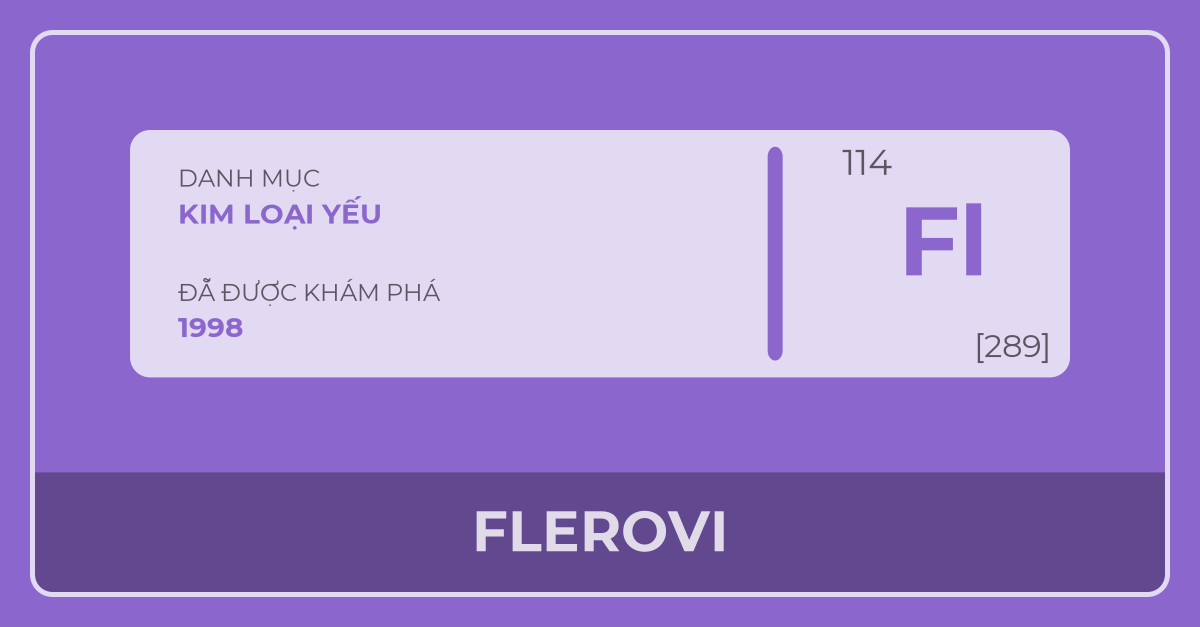 DANH MỤC
KIM LOẠI YẾU
ĐÃ ĐƯỢC KHÁM PHÁ
1998
114
Fl
[289]
FLEROVI